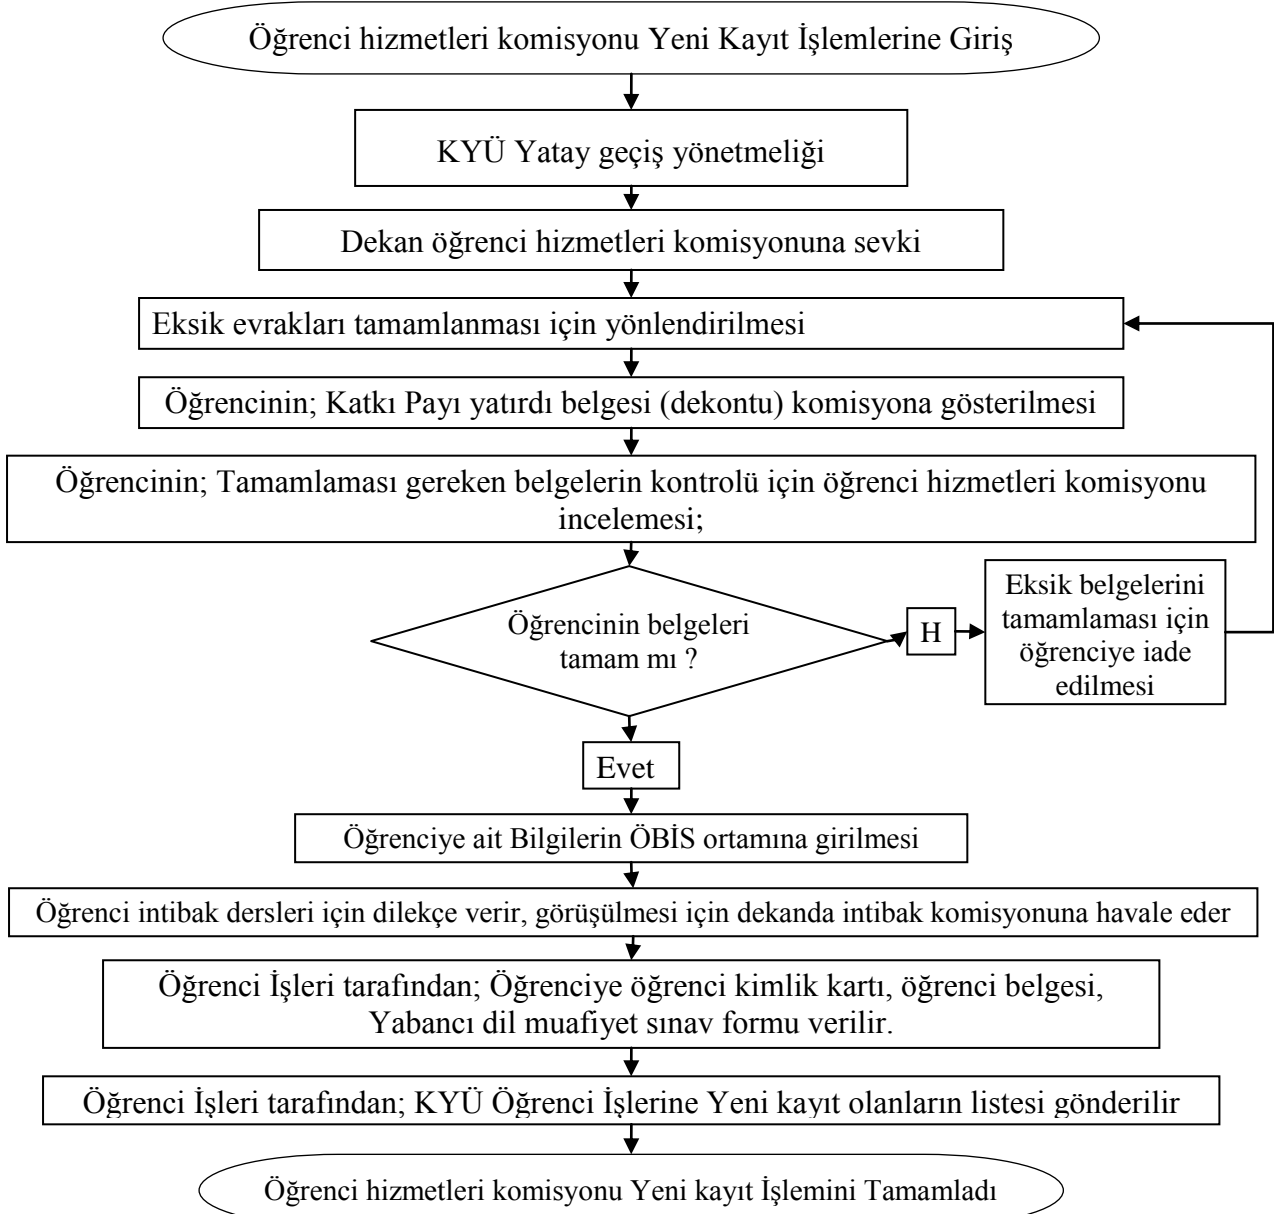 Öğrenci hizmetleri komisyonu Yeni Kayıt İşlemlerine Giriş
KYÜ Yatay geçiş yönetmeliği
Dekan öğrenci hizmetleri komisyonuna sevki
Eksik evrakları tamamlanması için yönlendirilmesi
Öğrencinin; Katkı Payı yatırdı belgesi (dekontu) komisyona gösterilmesi
Öğrencinin; Tamamlaması gereken belgelerin kontrolü için öğrenci hizmetleri komisyonu
incelemesi;
Öğrencinin belgeleri
tamam mı ?
H
Eksik belgelerini
tamamlaması için
öğrenciye iade
edilmesi
Evet
Öğrenciye ait Bilgilerin ÖBİS ortamına girilmesi
Öğrenci intibak dersleri için dilekçe verir, görüşülmesi için dekanda intibak komisyonuna havale eder
Öğrenci İşleri tarafından; Öğrenciye öğrenci kimlik kartı, öğrenci belgesi,
Yabancı dil muafiyet sınav formu verilir.
Öğrenci İşleri tarafından; KYÜ Öğrenci İşlerine Yeni kayıt olanların listesi gönderilir
Öğrenci hizmetleri komisyonu Yeni kayıt İşlemini Tamamladı